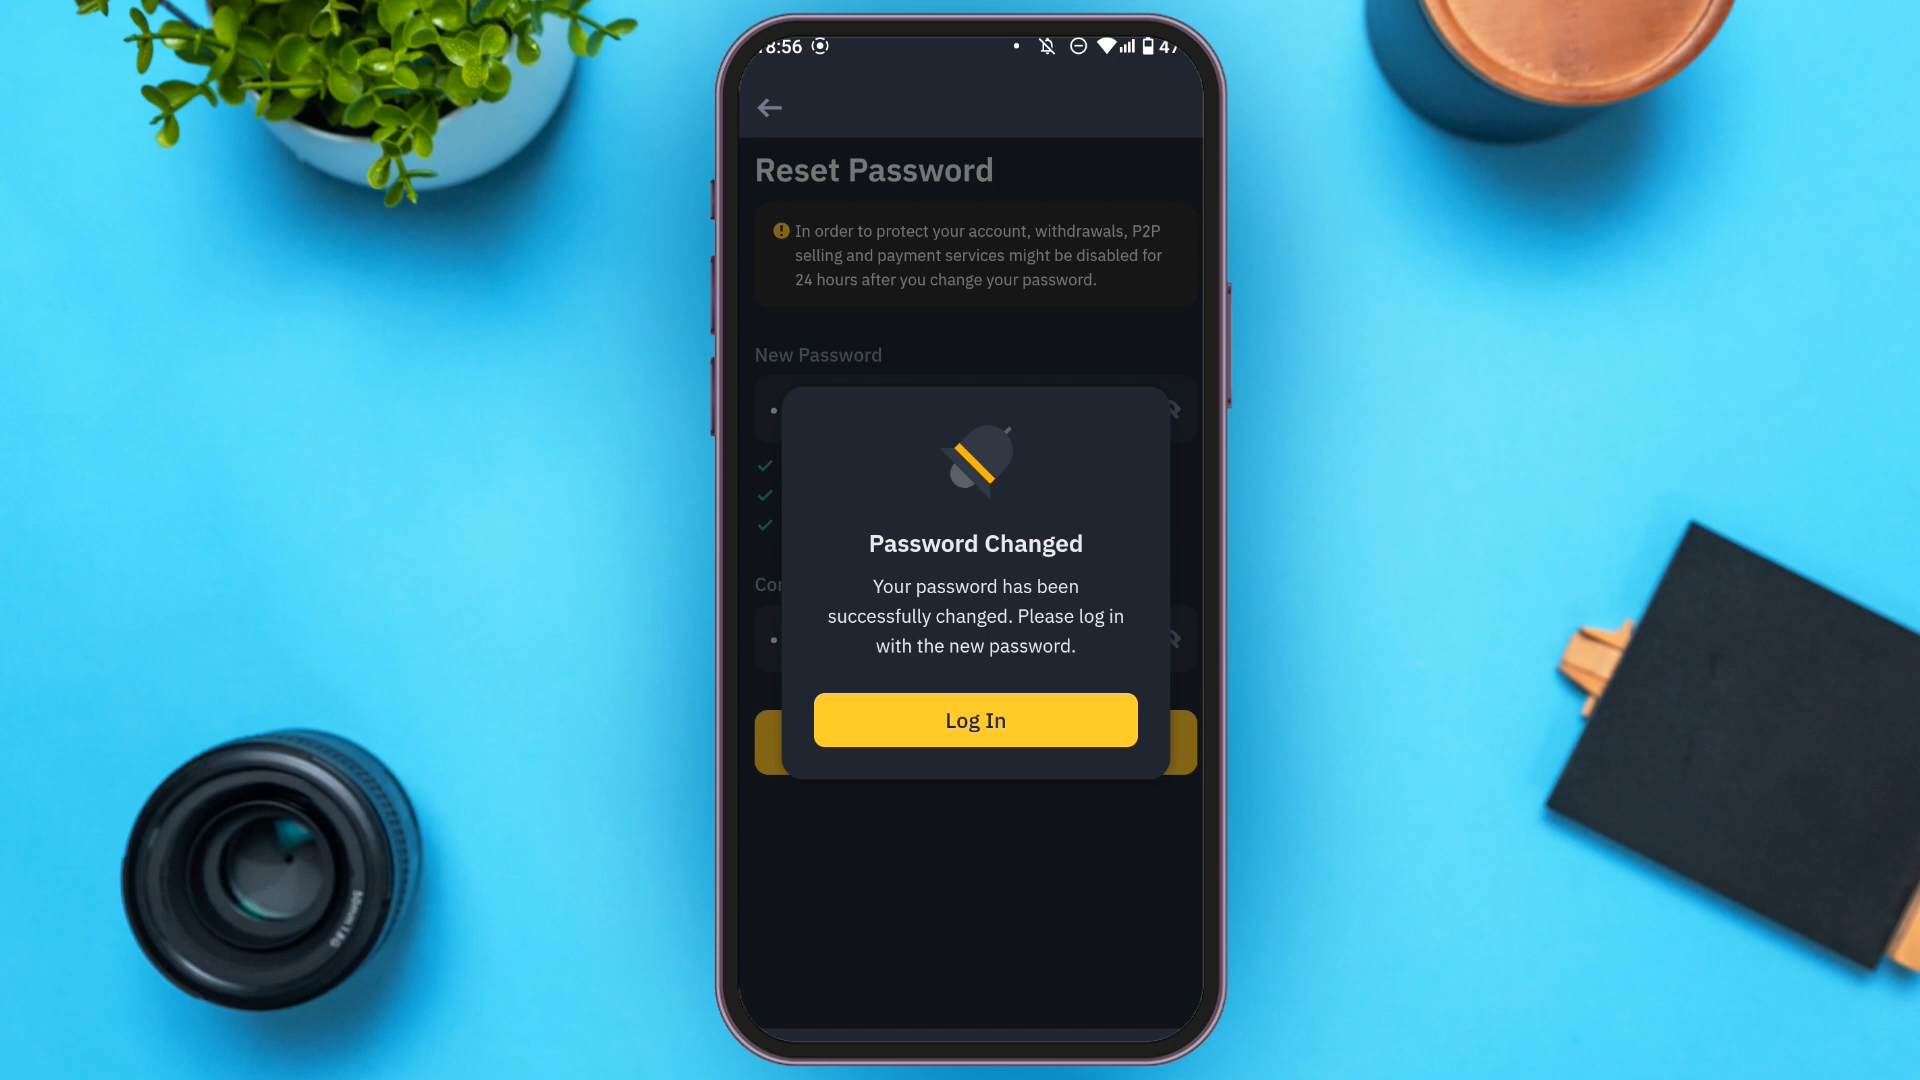 8:56
Reset Password
In order to protect your account, withdrawals, P2P
selling and payment services might be disabled for
24 hours after you change your password.
New Password
Password Changed
Your password has been
successfully changed. Please log in
with the new password.
Log In